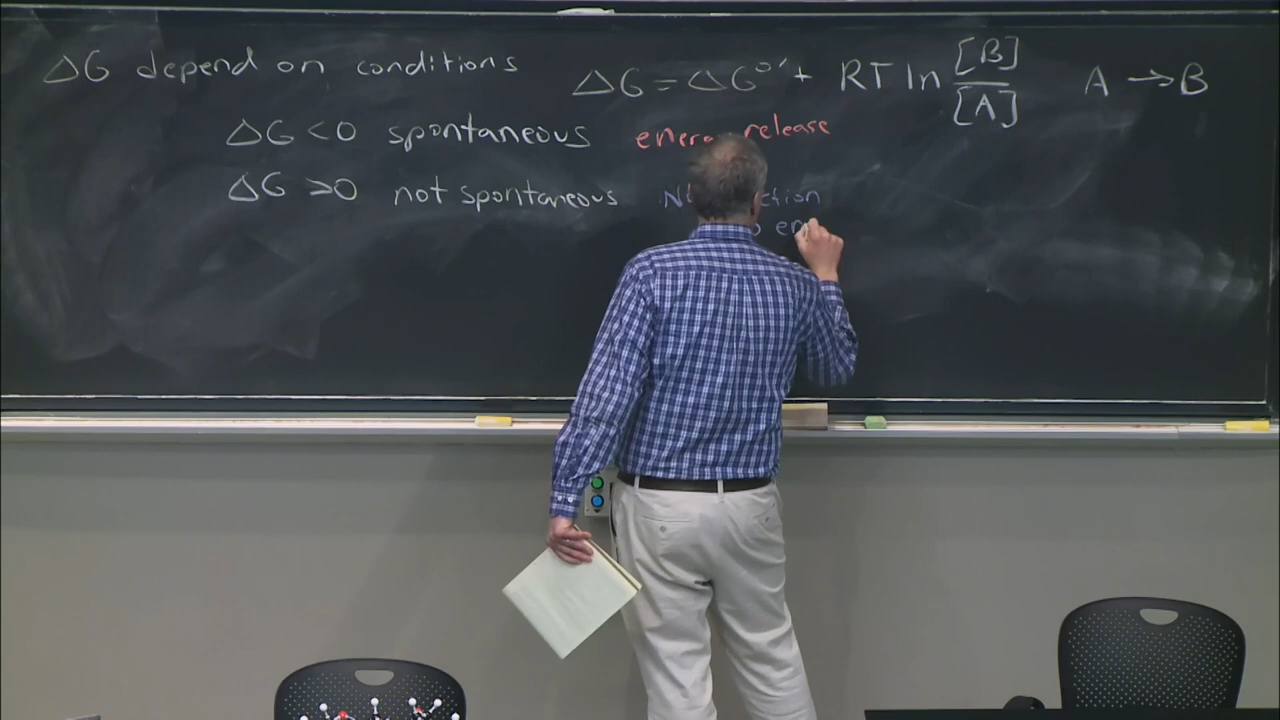 ΔG depend on conditions
ΔG = ΔG°' + RT ln [B]/[A]
A → B
ΔG < 0 spontaneous release
ΔG > 0 not spontaneous